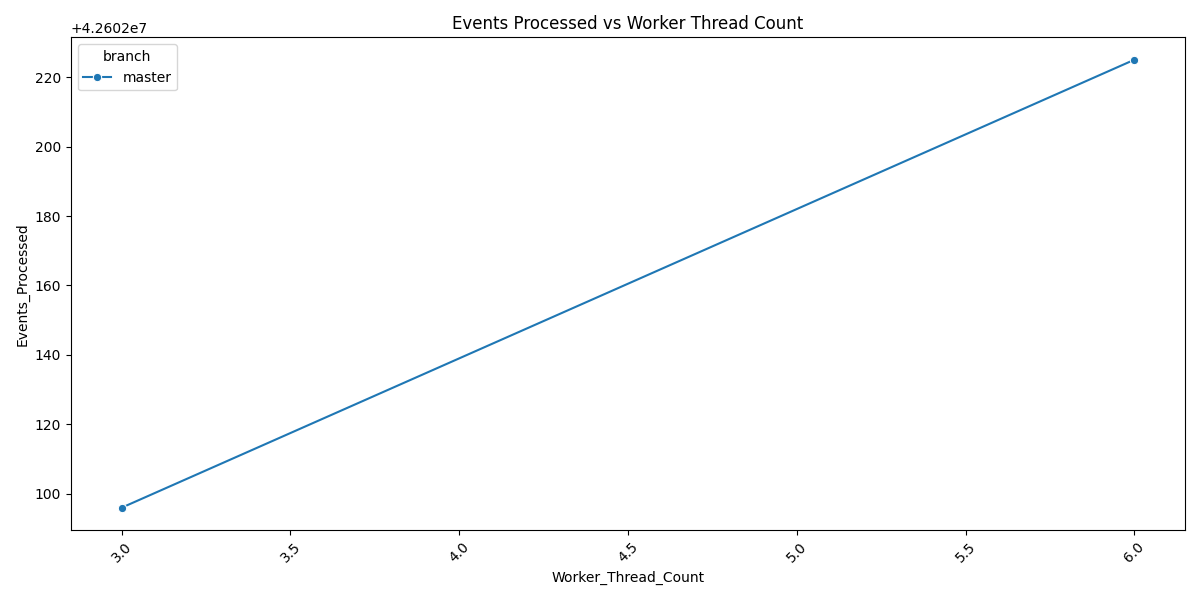 Events Processed vs Worker Thread Count
+4.2602e7
branch
master
220
200
180
160
140
120
100
Events_Processed
3.0
3.5
4.0
4.5
5.0
5.5
6.0
Worker_Thread_Count